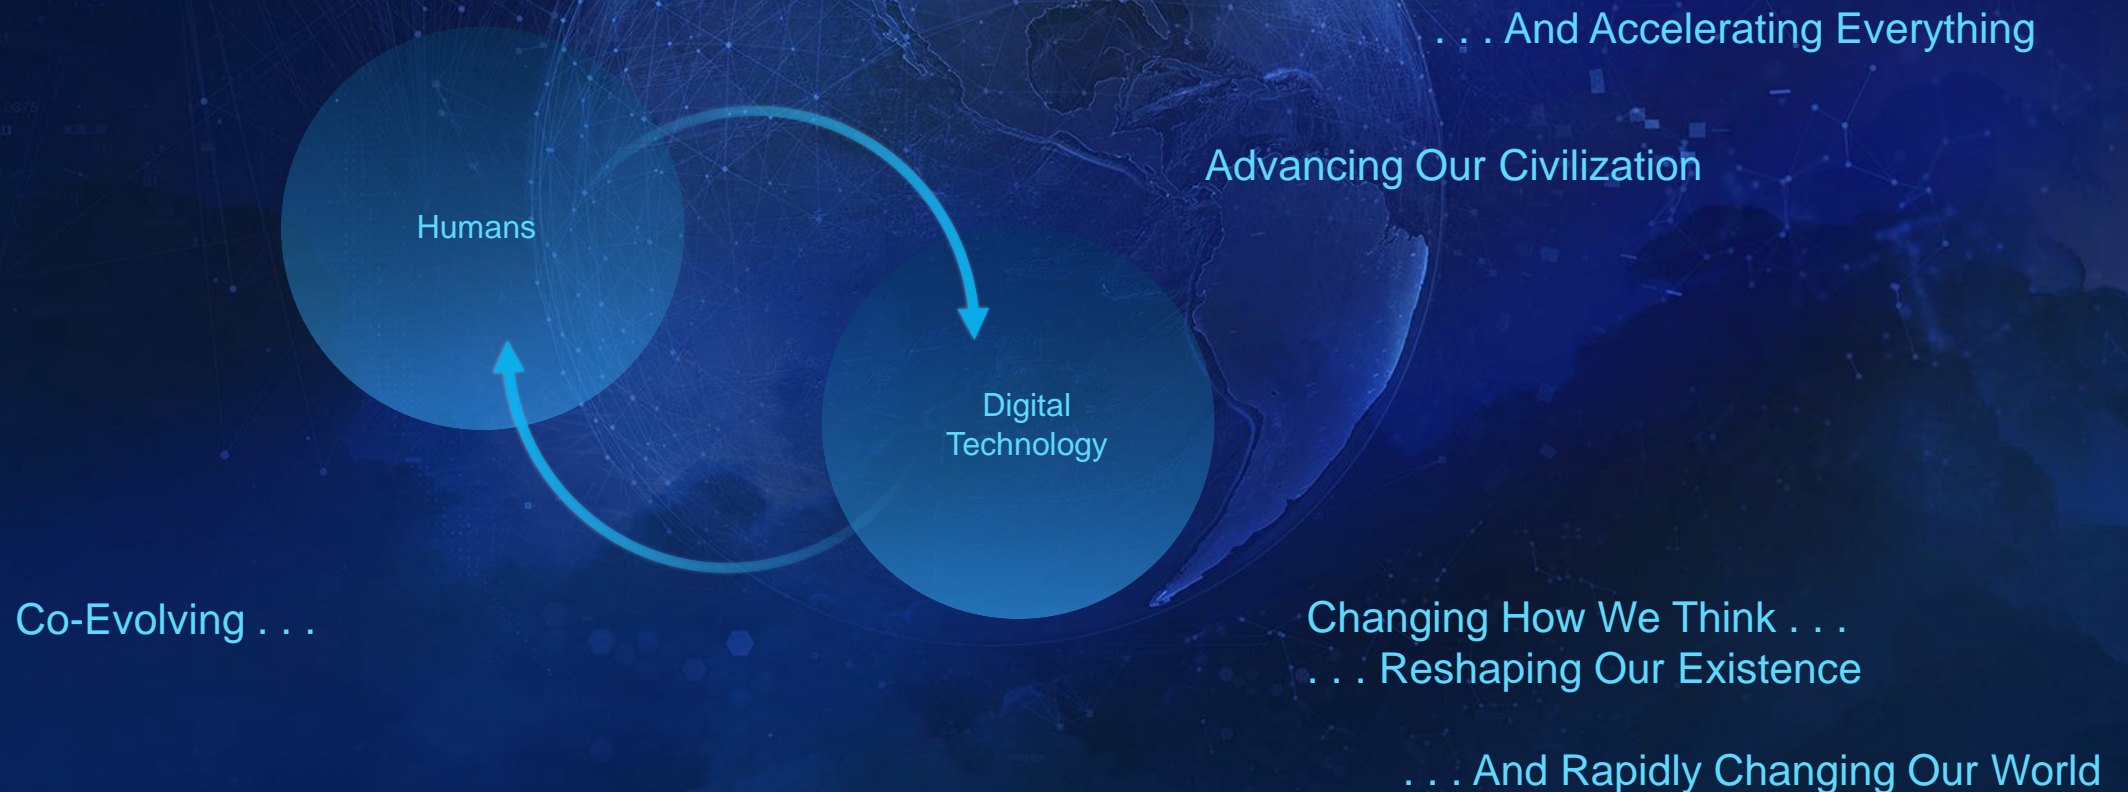 . . . And Accelerating Everything
Advancing Our Civilization
Humans
Digital
Technology
Co-Evolving . . .
Changing How We Think . . .
. . . Reshaping Our Existence
. . . And Rapidly Changing Our World